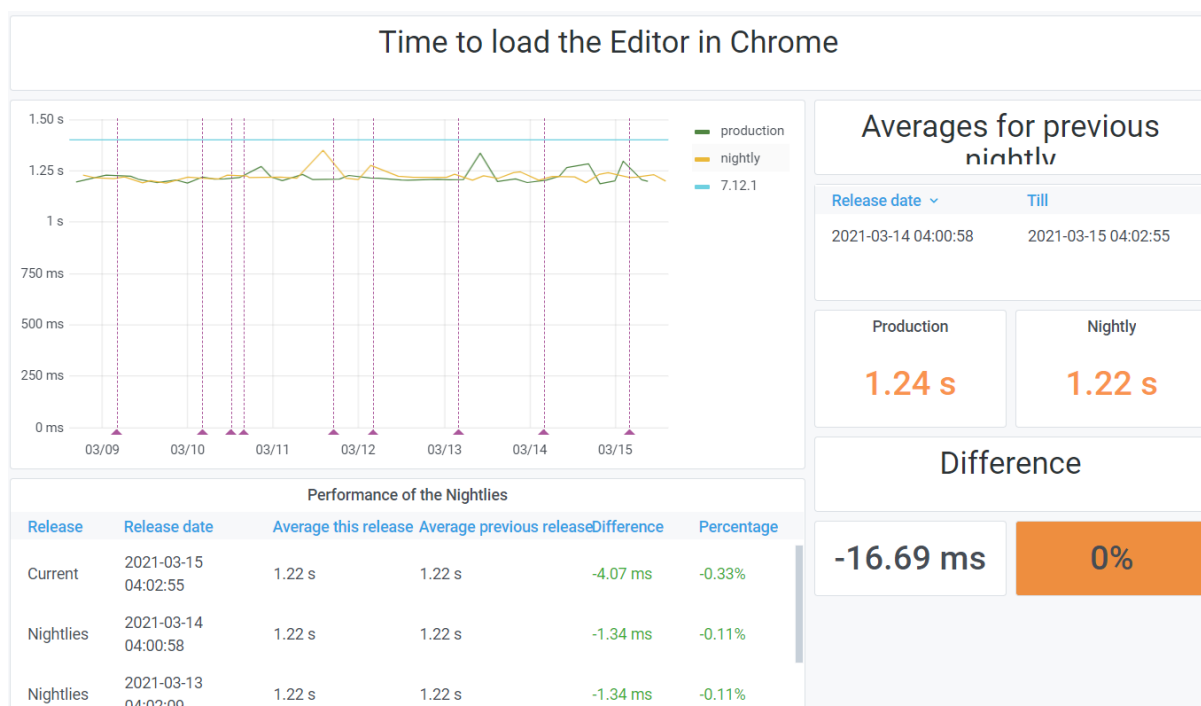 Time to load the Editor in Chrome
1.50 s
1.25 s
1 s
750 ms
500 ms
250 ms
0 ms
03/09 03/10 03/11 03/12 03/13 03/14 03/15
production
nightly
7.12.1
Averages for previous
nightly
Release date Till
2021-03-14 04:00:58 2021-03-15 04:02:55
Production Nightly
1.24 s 1.22 s
Difference
-16.69 ms 0%
Performance of the Nightlies
Release Release date Average this release Average previous release Difference Percentage
Current 2021-03-15 04:02:55 1.22 s 1.22 s -4.07 ms -0.33%
Nightlies 2021-03-14 04:00:58 1.22 s 1.22 s -1.34 ms -0.11%
Nightlies 2021-03-13 04:02:09 1.22 s 1.22 s -1.34 ms -0.11%